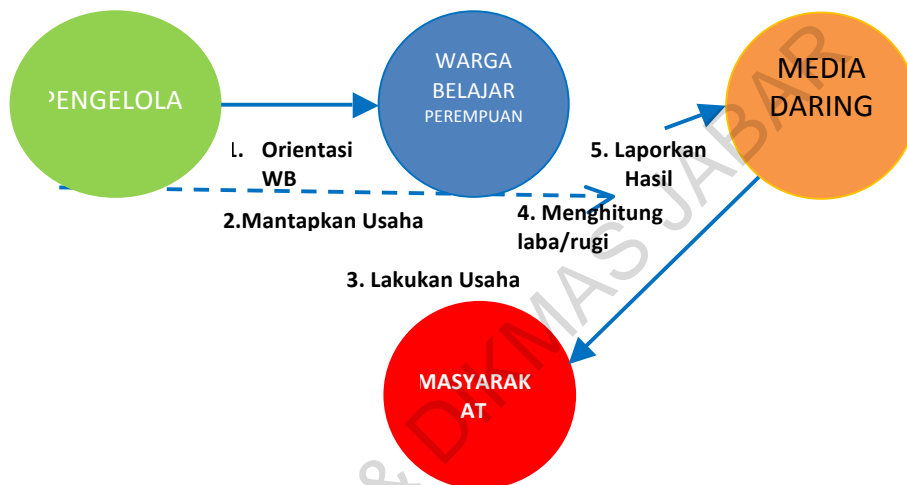 PENGELOLA
WARGA
BELAJAR
PEREMPUAN
MEDIA
DARING
1. Orientasi
WB
2.Mantapkan Usaha
3. Lakukan Usaha
4. Menghitung
laba/rugi
5. Laporkan
Hasil
MASYARAK
AT
& DIKMAS JABAR